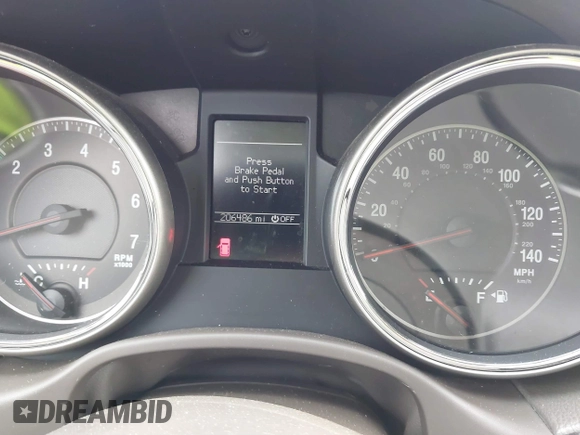 2 3 4 5 6 7
RPM
x1000
C H
Press
Brake Pedal
and Push Button
to Start
206486 mi OFF
20 40 60 80 100 120 140
MPH
km/h
E F
DREAMBID